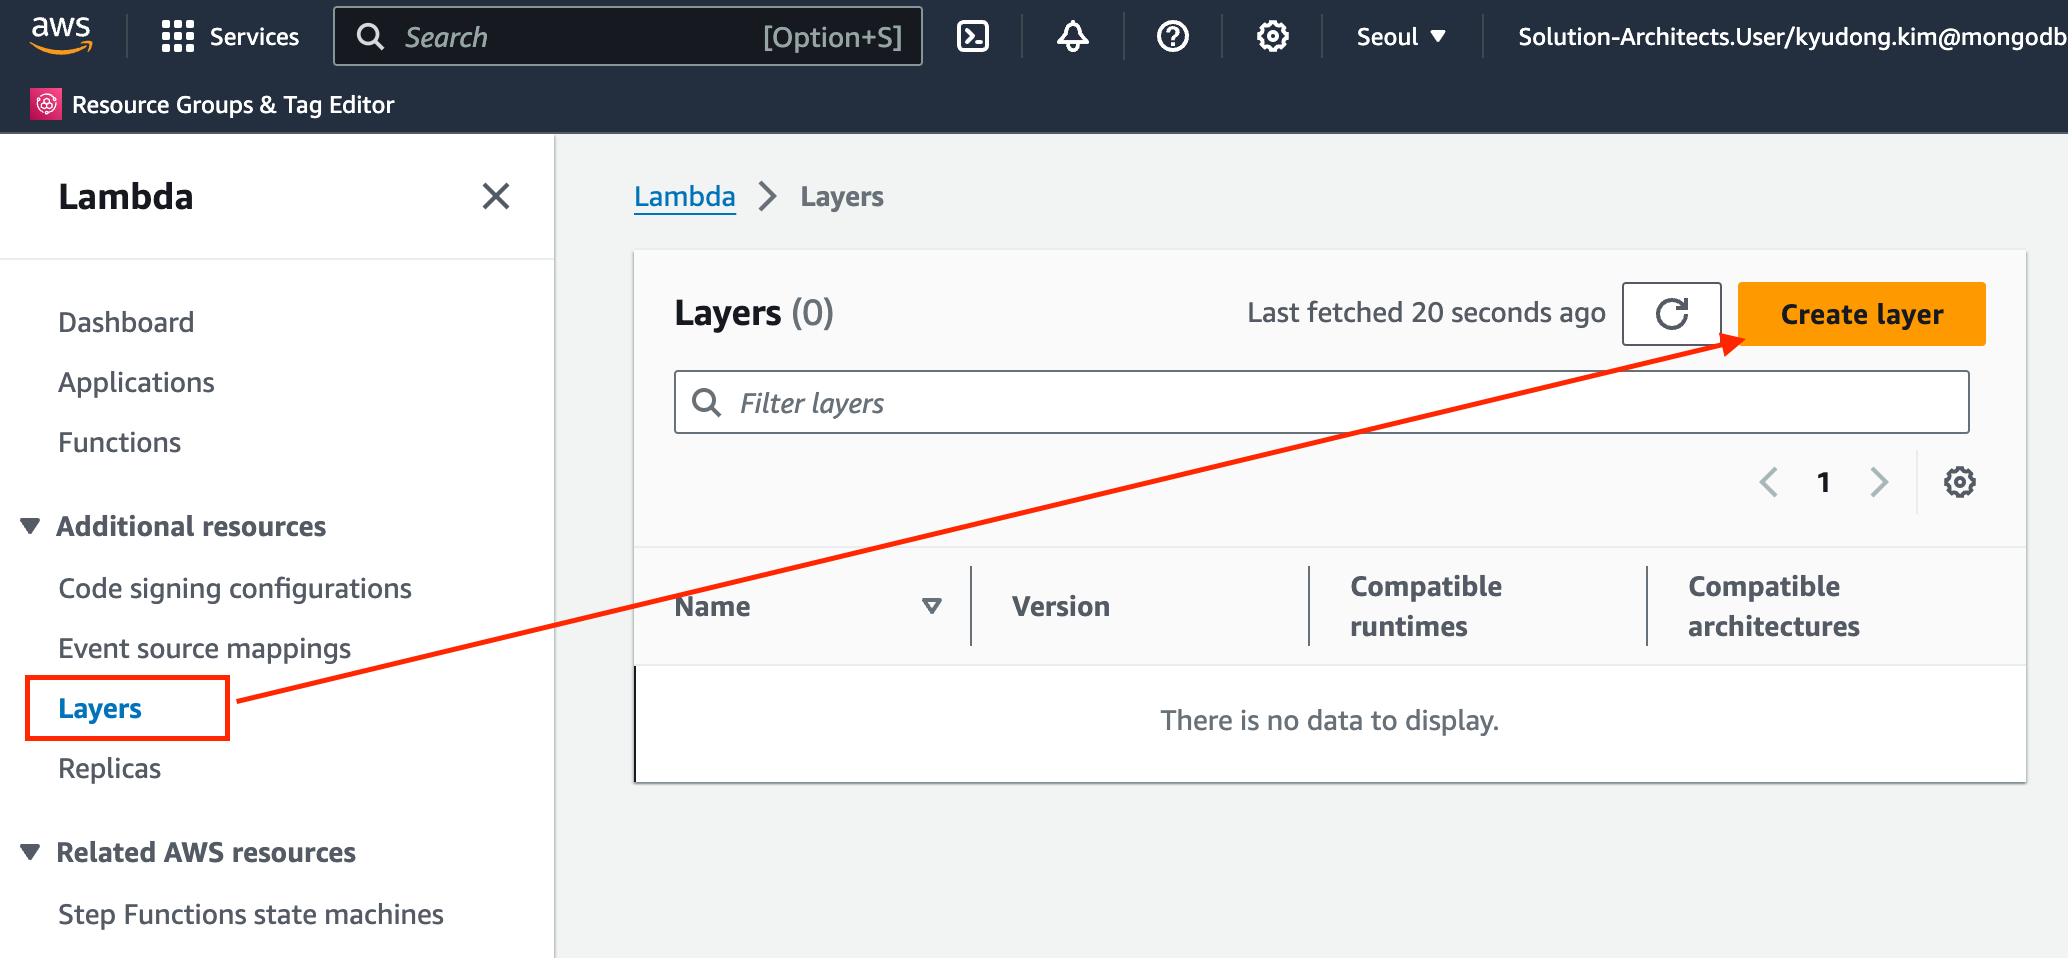 aws
Services
Search
[Option+S]
Seoul
Solution-Architects.User/kyudong.kim@mongodb
Resource Groups & Tag Editor
Lambda
Dashboard
Applications
Functions
Additional resources
Code signing configurations
Event source mappings
Layers
Replicas
Related AWS resources
Step Functions state machines
Lambda
Layers
Layers (0)
Last fetched 20 seconds ago
Create layer
Filter layers
1
Name
Version
Compatible
runtimes
Compatible
architectures
There is no data to display.